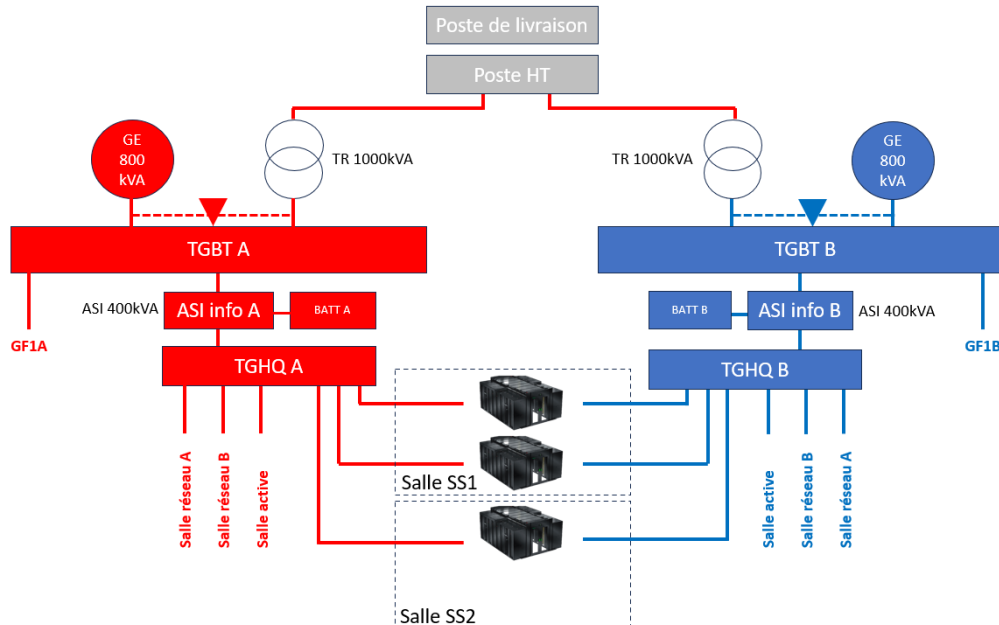 Poste de livraison
Poste HT
GE
800
kVA
TR 1000kVA
TR 1000kVA
GE
800
kVA
TGBT A
TGBT B
ASI 400kVA
ASI info A
BATT A
BATT B
ASI info B
ASI 400kVA
GF1A
GF1B
TGHQ A
TGHQ B
Salle réseau A
Salle réseau B
Salle active
Salle SS1
Salle active
Salle réseau B
Salle réseau A
Salle SS2